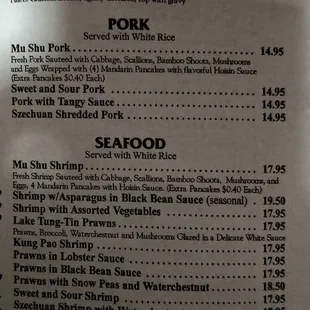 top with gravy
PORK
Served with White Rice
Mu Shu Pork 14.95
Fresh Pork Sauteed with Cabbage, Scallions, Bamboo Shoots, Mushrooms
and Eggs Wrapped with (4) Mandarin Pancakes with flavorful Hoisin Sauce
(Extra Pancakes $0.40 Each)
Sweet and Sour Pork 14.95
Pork with Tangy Sauce 14.95
Szechuan Shredded Pork 14.95
SEAFOOD
Served with White Rice
Mu Shu Shrimp 17.95
Fresh Shrimp Sauteed with Cabbage, Scallions, Bamboo Shoots, Mushrooms, and
Eggs, 4 Mandarin Pancakes with Hoisin Sauce. (Extra Pancakes $0.40 Each)
Shrimp w/Asparagus in Black Bean Sauce (seasonal) . 19.50
Shrimp with Assorted Vegetables 17.95
Lake Tung-Tin Prawns 17.95
Prawns, Broccoli, Waterchestnut and Mushrooms Glazed in a Delicate White Sauce
Kung Pao Shrimp 17.95
Prawns in Lobster Sauce 17.95
Prawns in Black Bean Sauce 17.95
Prawns with Snow Peas and Waterchestnut 18.50
Sweet and Sour Shrimp 17.95
Szechuan Shrimp with